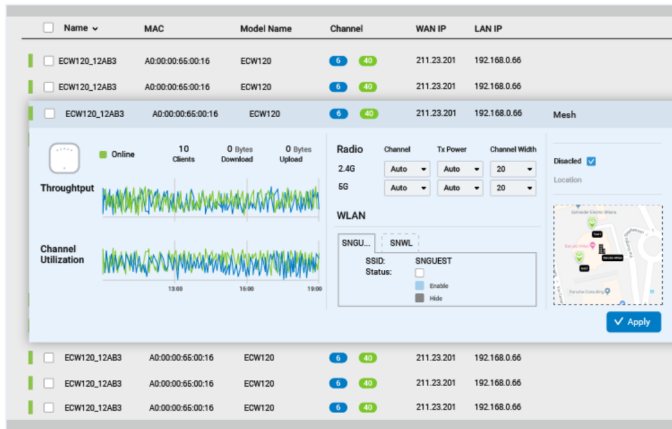 Name MAC Model Name Channel WAN IP LAN IP
ECW120_12AB3 A0:00:00:65:00:16 ECW120 6 40 211.23.201 192.168.0.66
ECW120_12AB3 A0:00:00:65:00:16 ECW120 6 40 211.23.201 192.168.0.66
ECW120_12AB3 A0:00:00:65:00:16 ECW120 6 40 211.23.201 192.168.0.66 Mesh
Online
10 Clients
0 Bytes Download
0 Bytes Upload
Throughtput
Channel Utilization
13:00 16:00 19:00
Radio Channel Tx Power Channel Width
2.4G Auto Auto 20
5G Auto Auto 20
WLAN
SNGU... SNWL
SSID: SNGUEST
Status:
Enable
Hide
Disacled
Location
Apply
ECW120_12AB3 A0:00:00:65:00:16 ECW120 6 40 211.23.201 192.168.0.66
ECW120_12AB3 A0:00:00:65:00:16 ECW120 6 40 211.23.201 192.168.0.66
ECW120_12AB3 A0:00:00:65:00:16 ECW120 6 40 211.23.201 192.168.0.66